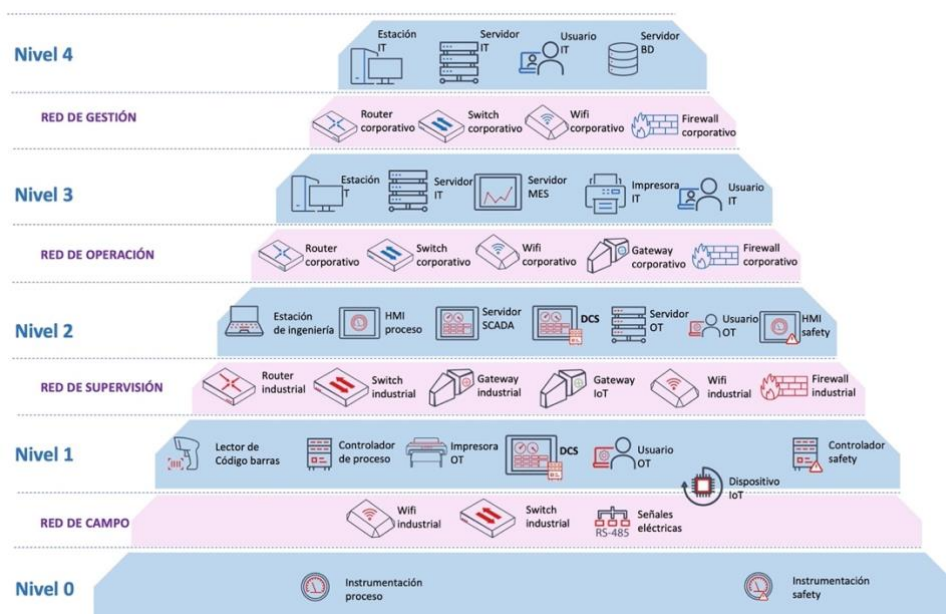 Nivel 4
Estación
IT
Servidor
IT
Usuario
IT
Servidor
BD
RED DE GESTIÓN
Router
corporativo
Switch
corporativo
Wifi
corporativo
Firewall
corporativo
Nivel 3
Estación
IT
Servidor
IT
Servidor
MES
Impresora
IT
Usuario
IT
RED DE OPERACIÓN
Router
corporativo
Switch
corporativo
Wifi
corporativo
Gateway
corporativo
Firewall
corporativo
Nivel 2
Estación
de ingeniería
HMI
proceso
Servidor
SCADA
DCS
Servidor
OT
Usuario
OT
HMI
safety
RED DE SUPERVISIÓN
Router
industrial
Switch
industrial
Gateway
industrial
Gateway
IoT
Wifi
industrial
Firewall
industrial
Nivel 1
Lector de
Código barras
Controlador
de proceso
Impresora
OT
DCS
Usuario
OT
Controlador
safety
Dispositivo
IoT
RED DE CAMPO
Wifi
industrial
Switch
industrial
RS-485
Señales
eléctricas
Nivel 0
Instrumentación
proceso
Instrumentación
safety